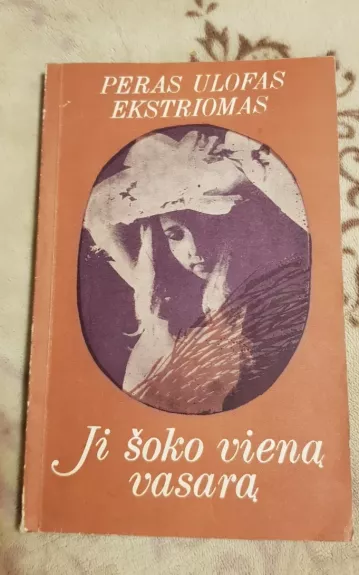 PERAS ULOFAS
EKSTRIOMAS
Ji šoko vieną
vasarą